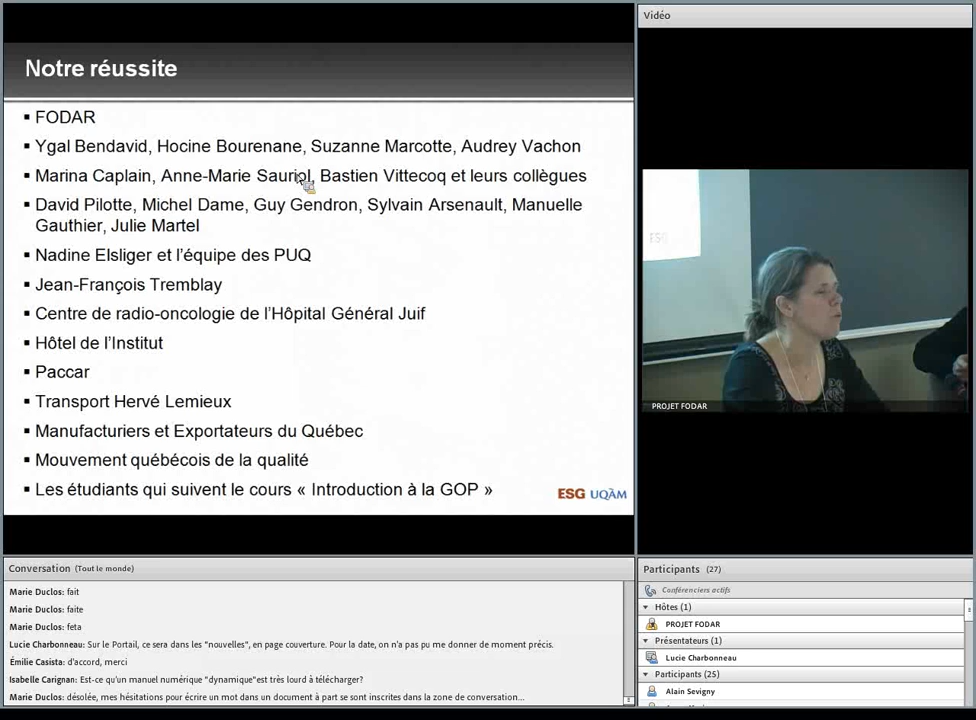 Notre réussite
▪ FODAR
▪ Ygal Bendavid, Hocine Bourenane, Suzanne Marcotte, Audrey Vachon
▪ Marina Caplain, Anne-Marie Sauriol, Bastien Vittecoq et leurs collègues
▪ David Pilotte, Michel Dame, Guy Gendron, Sylvain Arsenault, Manuelle
Gauthier, Julie Martel
▪ Nadine Elsliger et l'équipe des PUQ
▪ Jean-François Tremblay
▪ Centre de radio-oncologie de l'Hôpital Général Juif
▪ Hôtel de l'Institut
▪ Paccar
▪ Transport Hervé Lemieux
▪ Manufacturiers et Exportateurs du Québec
▪ Mouvement québécois de la qualité
▪ Les étudiants qui suivent le cours « Introduction à la GOP »
ESG UQÀM
Vidéo
ESG
PROJET FODAR
Conversation (Tout le monde)
Marie Duclos: fait
Marie Duclos: faite
Marie Duclos: feta
Lucie Charbonneau: Sur le Portail, ce sera dans les "nouvelles", en page couverture. Pour la date, on n'a pas pu me donner de moment précis.
Émilie Casista: d'accord, merci
Isabelle Carignan: Est-ce qu'un manuel numérique "dynamique"est très lourd à télécharger?
Marie Duclos: désolée, mes hésitations pour écrire un mot dans un document à part se sont inscrites dans la zone de conversation...
Participants (27)
Conférenciers actifs
Hôtes (1)
PROJET FODAR
Présentateurs (1)
Lucie Charbonneau
Participants (25)
Alain Sevigny